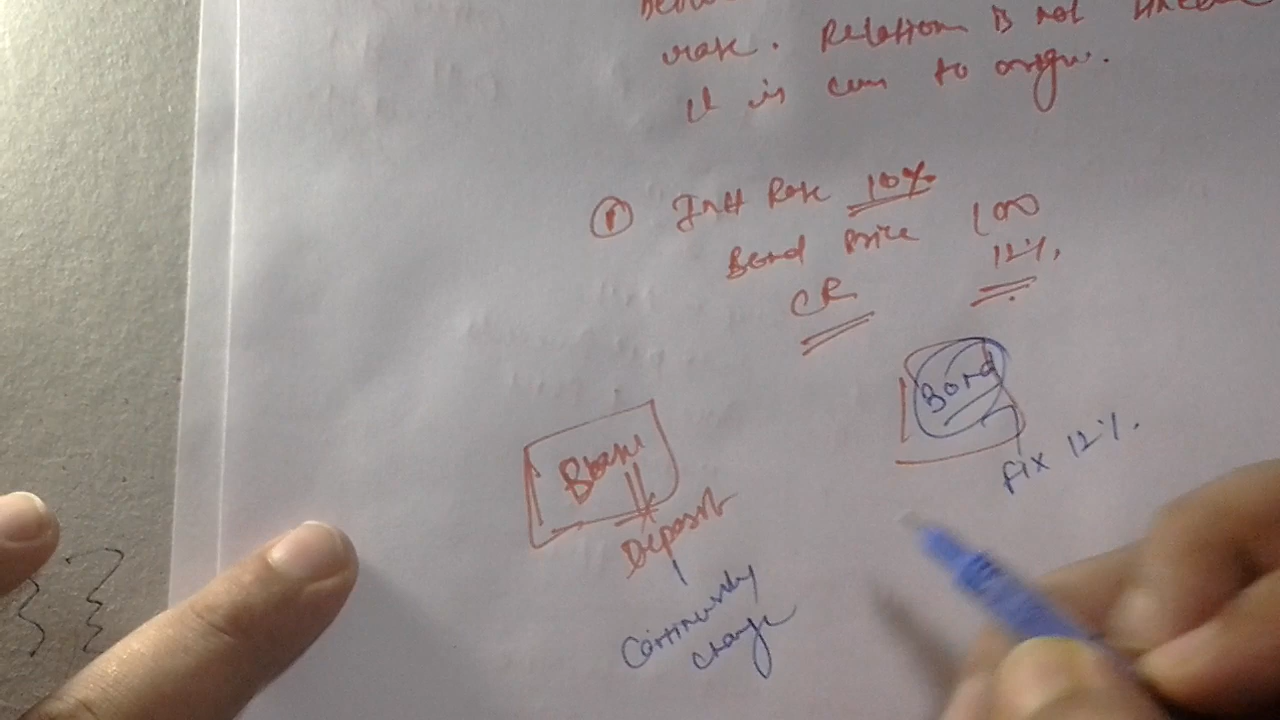 rate. Relation is not linear
it is con to origin.
① Intt Rate 10%
Bond Price 100
CR 12%
Bond
Fix 12%.
Bank
Deposit
Continuously
change